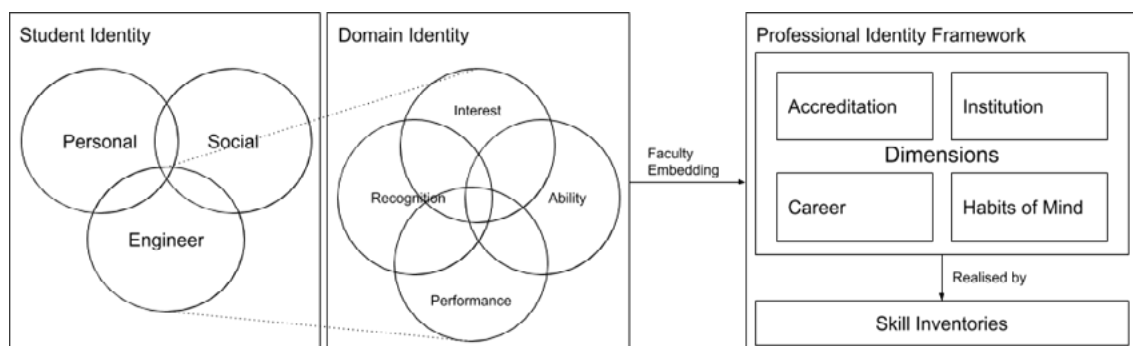 Student Identity
Personal
Social
Engineer
Domain Identity
Interest
Recognition
Ability
Performance
Faculty
Embedding
Professional Identity Framework
Accreditation
Institution
Dimensions
Career
Habits of Mind
Realised by
Skill Inventories